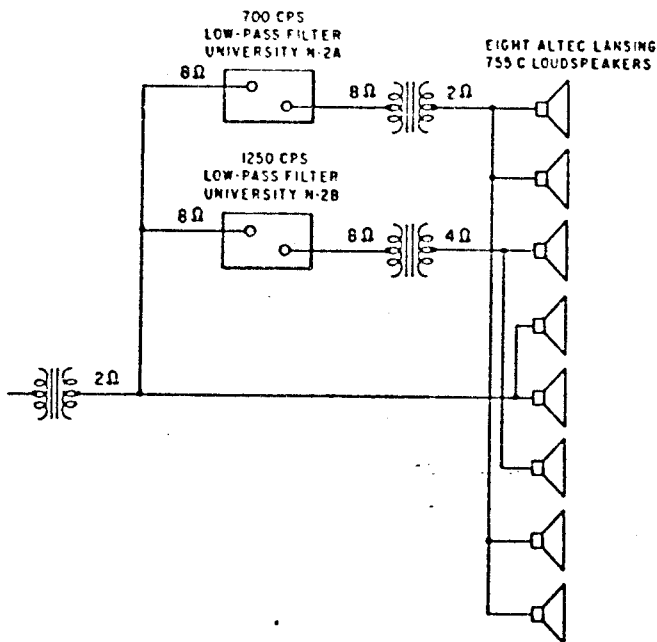 700 CPS
LOW-PASS FILTER
UNIVERSITY N-2A
EIGHT ALTEC LANSING
755C LOUDSPEAKERS
8Ω
8Ω
2Ω
1250 CPS
LOW-PASS FILTER
UNIVERSITY N-2B
8Ω
8Ω
4Ω
2Ω